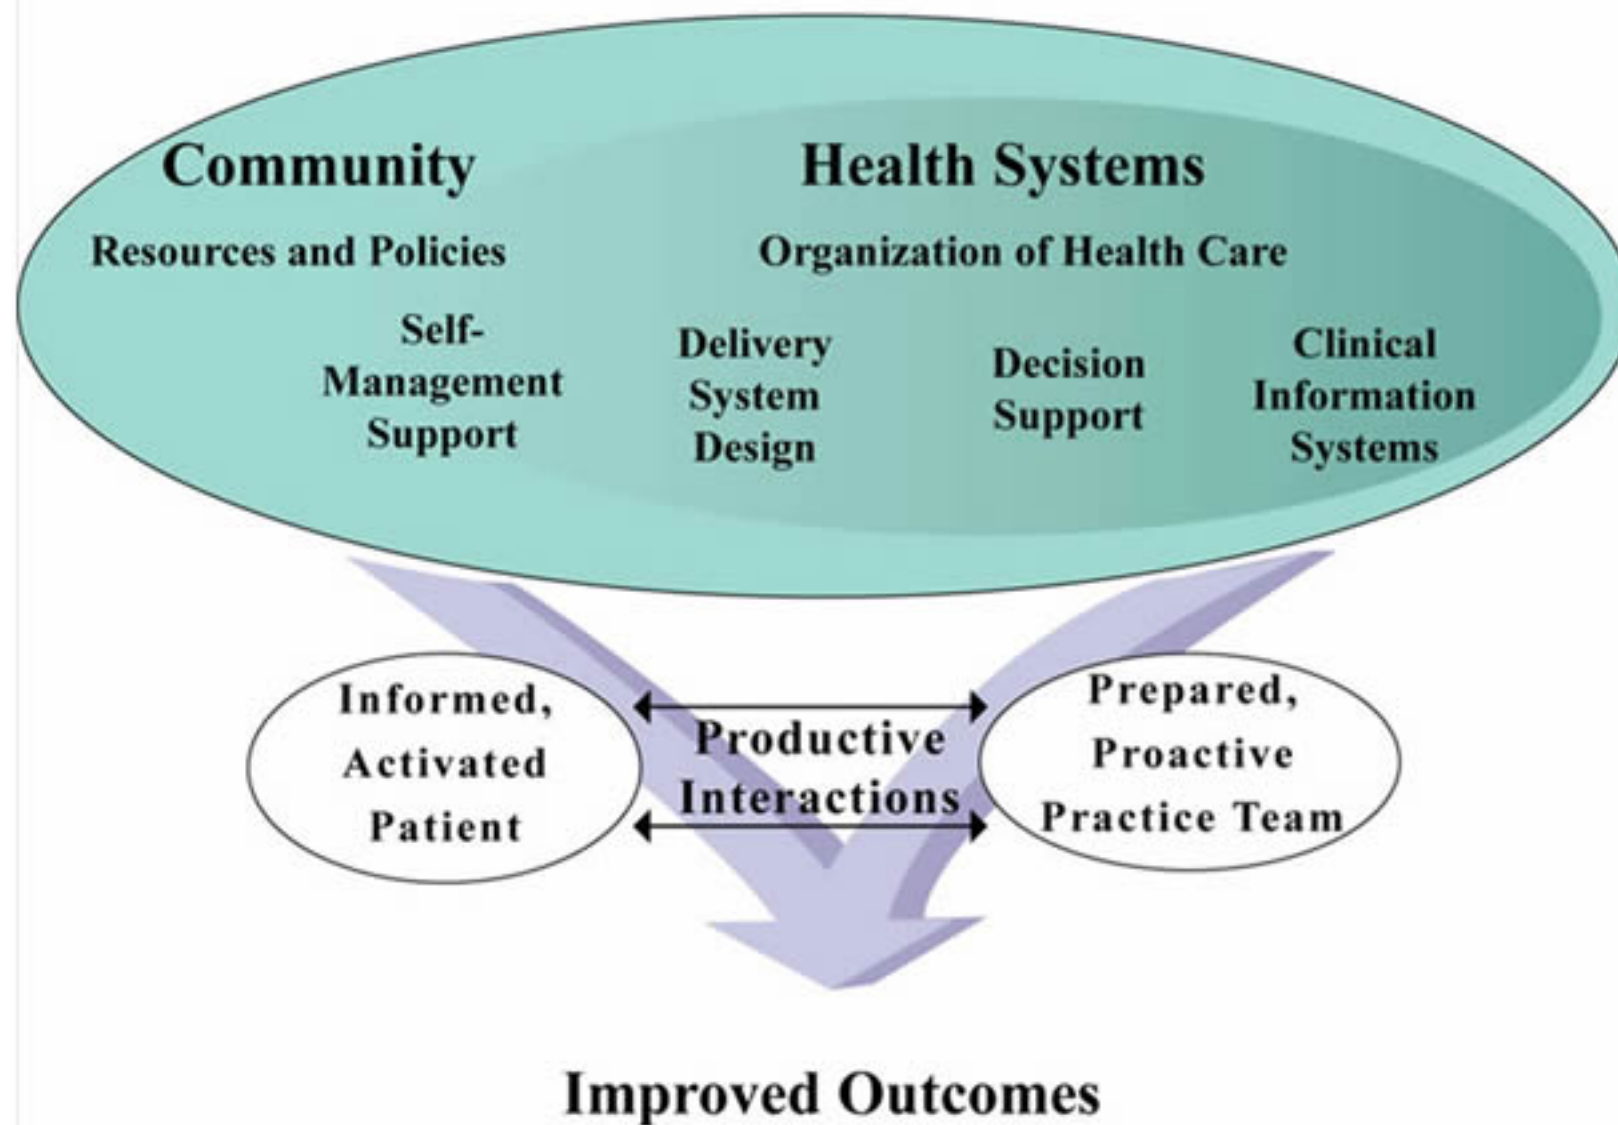 Community
Health Systems
Resources and Policies
Organization of Health Care
Self-
Management
Support
Delivery
System
Design
Decision
Support
Clinical
Information
Systems
Informed,
Activated
Patient
Productive
Interactions
Prepared,
Proactive
Practice Team
Improved Outcomes